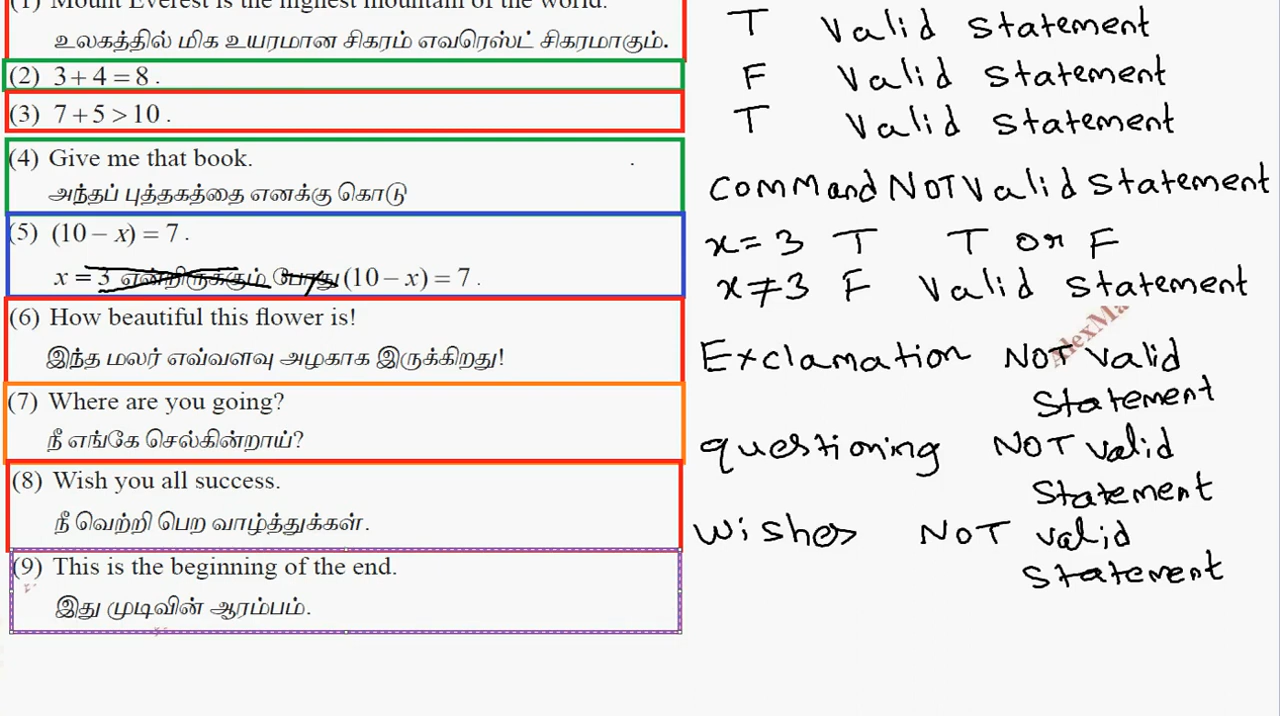 (1) Mount Everest is the highest mountain of the world.
T Valid Statement
உலகத்தில் மிக உயரமான சிகரம் எவரெஸ்ட் சிகரமாகும்.
(2) 3 + 4 = 8 .
F Valid Statement
(3) 7 + 5 > 10 .
T Valid Statement
(4) Give me that book.
அந்தப் புத்தகத்தை எனக்கு கொடு
Command NOT Valid Statement
(5) (10 – x) = 7 .
x = 3 T T or F
x = 3 என்றிருக்கும் போது (10 – x) = 7 .
x ≠ 3 F Valid Statement
(6) How beautiful this flower is!
இந்த மலர் எவ்வளவு அழகாக இருக்கிறது!
Exclamation NOT Valid
Statement
(7) Where are you going?
நீ எங்கே செல்கின்றாய்?
questioning NOT Valid
Statement
(8) Wish you all success.
நீ வெற்றி பெற வாழ்த்துக்கள்.
Wishes NOT valid
Statement
(9) This is the beginning of the end.
இது முடிவின் ஆரம்பம்.